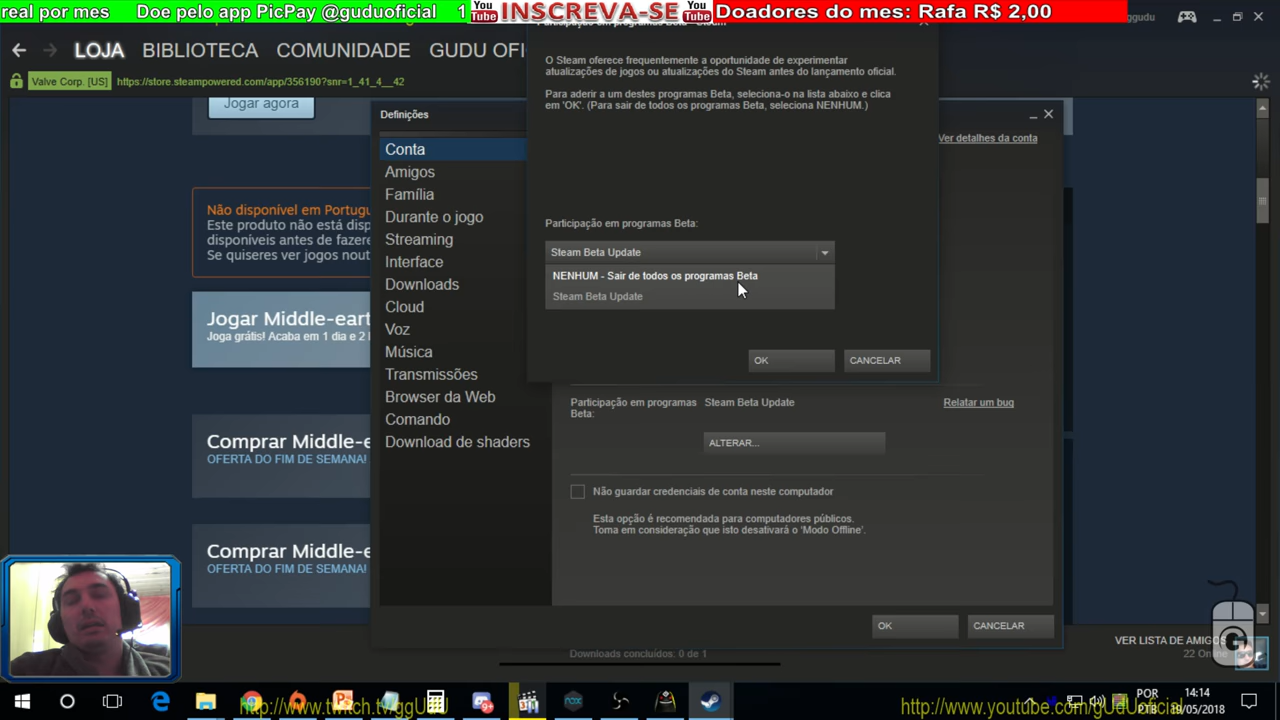 real por mes Doe pelo app PicPay @guduoficial 1 You Tube INSCREVA-SE You Tube Doadores do mes: Rafa R$ 2,00
ggudu
LOJA BIBLIOTECA COMUNIDADE GUDU OFI
Valve Corp. [US] https://store.steampowered.com/app/356190?snr=1_41_4__42
Jogar agora
Não disponível em Portugu
Este produto não está disp
disponíveis antes de fazere
Se quiseres ver jogos nout
Jogar Middle-eart
Joga grátis! Acaba em 1 dia e 2
Comprar Middle-e
OFERTA DO FIM DE SEMANA!
Comprar Middle-e
OFERTA DO FIM DE SEMANA!
Definições
Conta
Amigos
Família
Durante o jogo
Streaming
Interface
Downloads
Cloud
Voz
Música
Transmissões
Browser da Web
Comando
Download de shaders
O Steam oferece frequentemente a oportunidade de experimentar
atualizações de jogos ou atualizações do Steam antes do lançamento oficial.
Para aderir a um destes programas Beta, seleciona-o na lista abaixo e clica
em 'OK'. (Para sair de todos os programas Beta, seleciona NENHUM.)
Participação em programas Beta:
Steam Beta Update
NENHUM - Sair de todos os programas Beta
Steam Beta Update
OK CANCELAR
Ver detalhes da conta
Participação em programas Steam Beta Update Relatar um bug
Beta:
ALTERAR...
Não guardar credenciais de conta neste computador
Esta opção é recomendada para computadores públicos.
Toma em consideração que isto desativará o 'Modo Offline'.
OK CANCELAR
Downloads concluídos: 0 de 1
VER LISTA DE AMIGOS
22 Online
POR
PTB
14:14
19/05/2018
http://www.twitch.tv/ggUdU
http://www.youtube.com/gUdUoficial